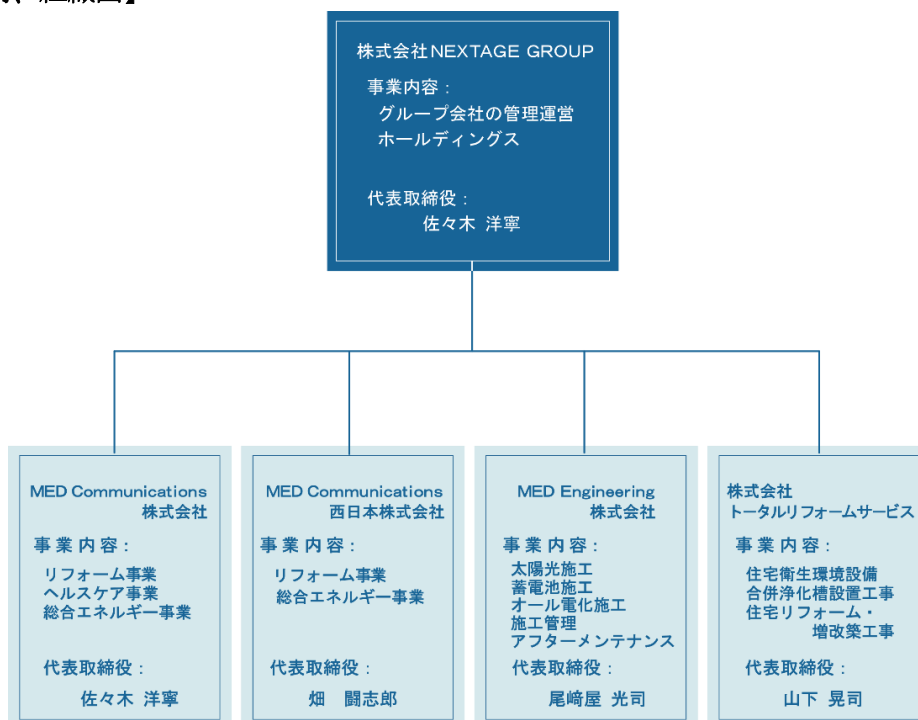 株式会社NEXTAGE GROUP
事業内容：
グループ会社の管理運営
ホールディングス
代表取締役：
佐々木 洋寧
MED Communications
株式会社
事業内容：
リフォーム事業
ヘルスケア事業
総合エネルギー事業
代表取締役：
佐々木 洋寧
MED Communications
西日本株式会社
事業内容：
リフォーム事業
総合エネルギー事業
代表取締役：
畑 闘志郎
MED Engineering
株式会社
事業内容：
太陽光施工
蓄電池施工
オール電化施工
施工管理
アフターメンテナンス
代表取締役：
尾﨑屋 光司
株式会社
トータルリフォームサービス
事業内容：
住宅衛生環境設備
合併浄化槽設置工事
住宅リフォーム・
増改築工事
代表取締役：
山下 晃司